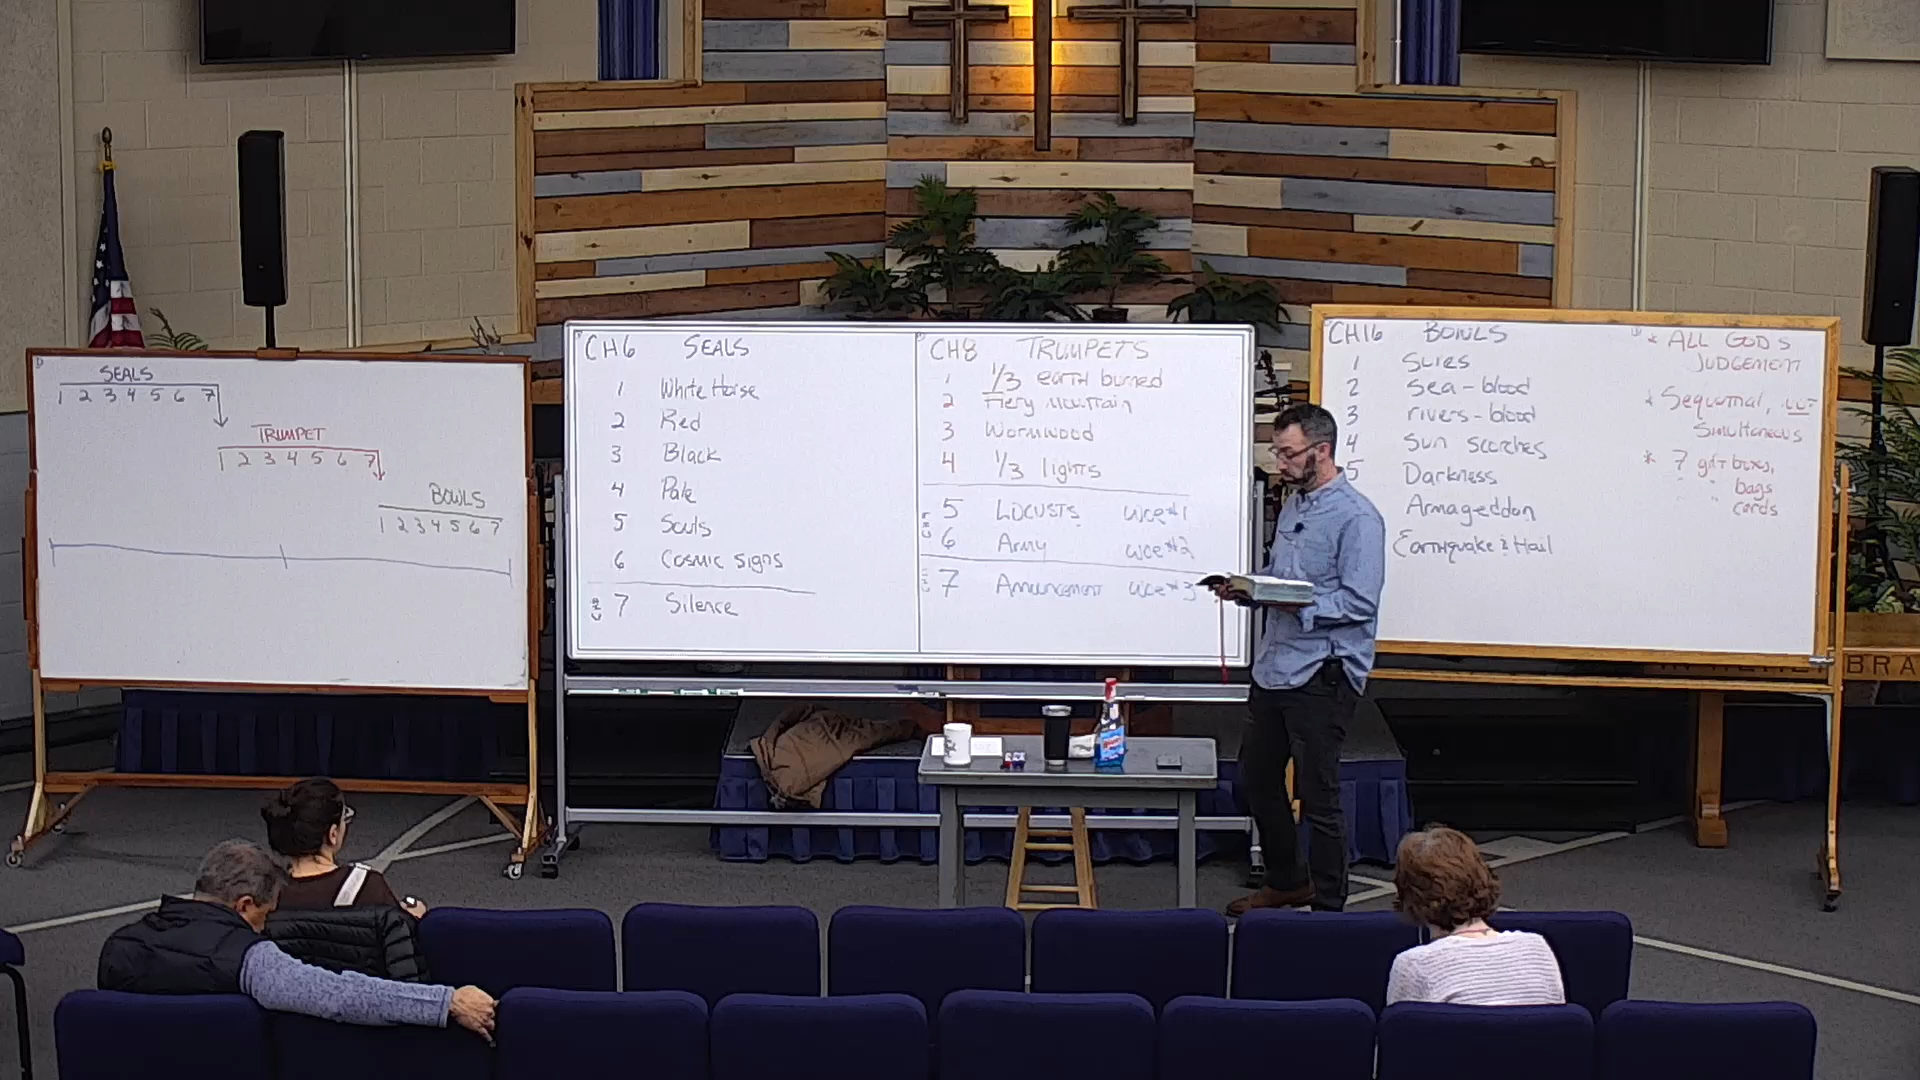 SEALS
1 2 3 4 5 6 7
TRUMPET
1 2 3 4 5 6 7
BOWLS
1 2 3 4 5 6 7
CH6 SEALS
1 White Horse
2 Red
3 Black
4 Pale
5 Souls
6 Cosmic Signs
7 Silence
CH8 TRUMPETS
1 1/3 earth burned
2 Fiery mountain
3 Wormwood
4 1/3 lights
5 LOCUSTS woe #1
6 Army woe #2
7 woe #3
CH16 BOWLS
1
2 Sea - blood
3 rivers - blood
4 Sun scorches
5 Darkness
Armageddon
Earthquake & Hail
* ALL GODS
JUDGEMENT
* Sequential, NOT
Simultaneous
* 7 gift boxes,
" " bags
cards
BRA